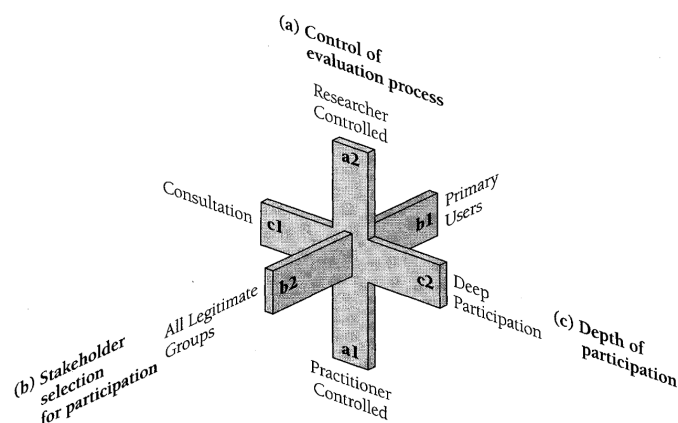 (a) Control of
evaluation process
Researcher
Controlled
a2
Consultation
Primary
Users
c1
b1
b2
c2
All Legitimate
Groups
Deep
Participation
a1
Practitioner
Controlled
(b) Stakeholder
selection
for participation
(c) Depth of
participation